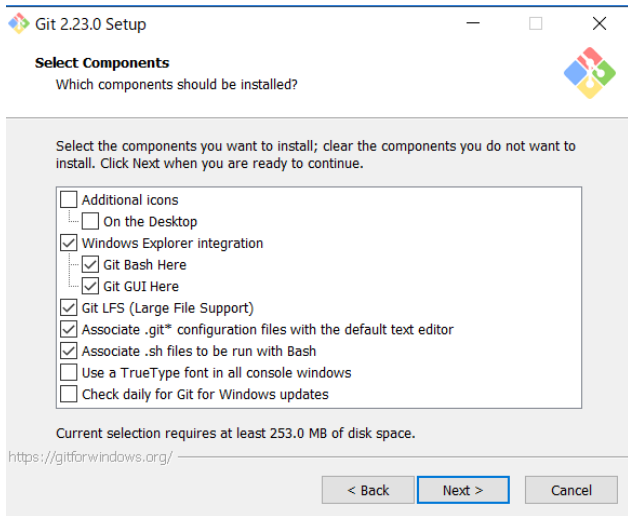 Git 2.23.0 Setup
Select Components
Which components should be installed?
Select the components you want to install; clear the components you do not want to
install. Click Next when you are ready to continue.
Additional icons
On the Desktop
Windows Explorer integration
Git Bash Here
Git GUI Here
Git LFS (Large File Support)
Associate .git* configuration files with the default text editor
Associate .sh files to be run with Bash
Use a TrueType font in all console windows
Check daily for Git for Windows updates
Current selection requires at least 253.0 MB of disk space.
https://gitforwindows.org/
< Back Next > Cancel